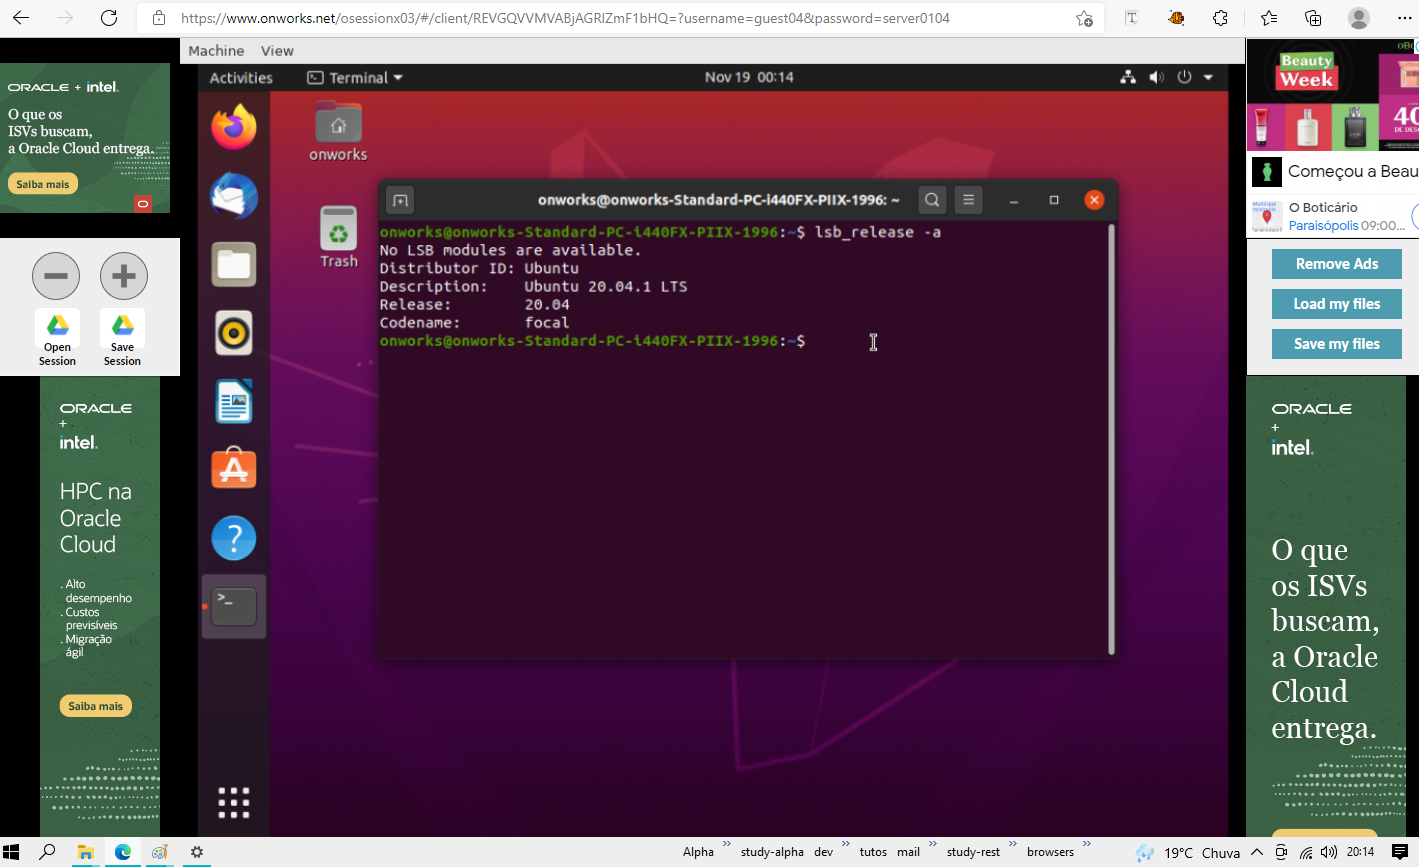 https://www.onworks.net/osessionx03/#/client/REVGQVVMVABjAGRlZmF1bHQ=?username=guest04&password=server0104
Machine View
Activities
Terminal
Nov 19 00:14
ORACLE + intel.
O que os
ISVs buscam,
a Oracle Cloud entrega.
Saiba mais
Open
Session
Save
Session
ORACLE
+
intel.
HPC na
Oracle
Cloud
. Alto
desempenho
. Custos
previsíveis
. Migração
ágil
Saiba mais
onworks
Trash
onworks@onworks-Standard-PC-i440FX-PIIX-1996: ~
onworks@onworks-Standard-PC-i440FX-PIIX-1996:~$ lsb_release -a
No LSB modules are available.
Distributor ID: Ubuntu
Description: Ubuntu 20.04.1 LTS
Release: 20.04
Codename: focal
onworks@onworks-Standard-PC-i440FX-PIIX-1996:~$
Beauty
Week
40
DE DES
Começou a Beau
O Boticário
Paraisópolis 09:00...
Remove Ads
Load my files
Save my files
ORACLE
+
intel.
O que
os ISVs
buscam,
a Oracle
Cloud
entrega.
Alpha
study-alpha dev
tutos mail
study-rest
browsers
19°C Chuva
20:14